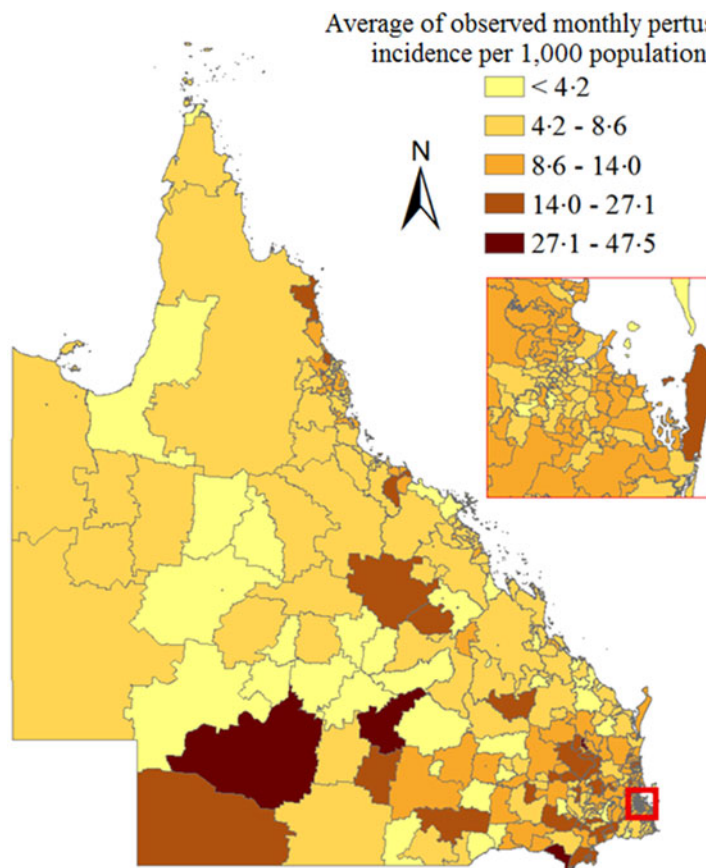 Average of observed monthly pertus
incidence per 1,000 population
< 4·2
4·2 - 8·6
8·6 - 14·0
14·0 - 27·1
27·1 - 47·5
N